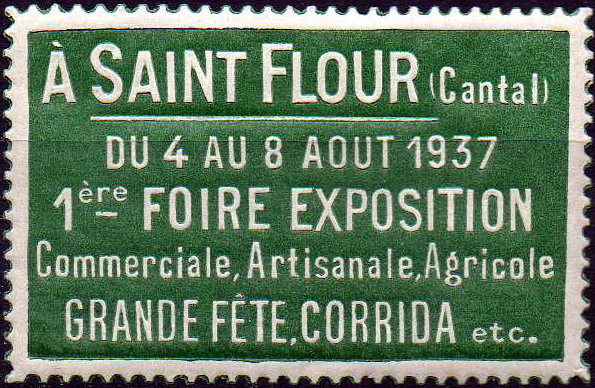 À SAINT FLOUR (Cantal)
DU 4 AU 8 AOUT 1937
1ère FOIRE EXPOSITION
Commerciale, Artisanale, Agricole
GRANDE FÊTE, CORRIDA etc.